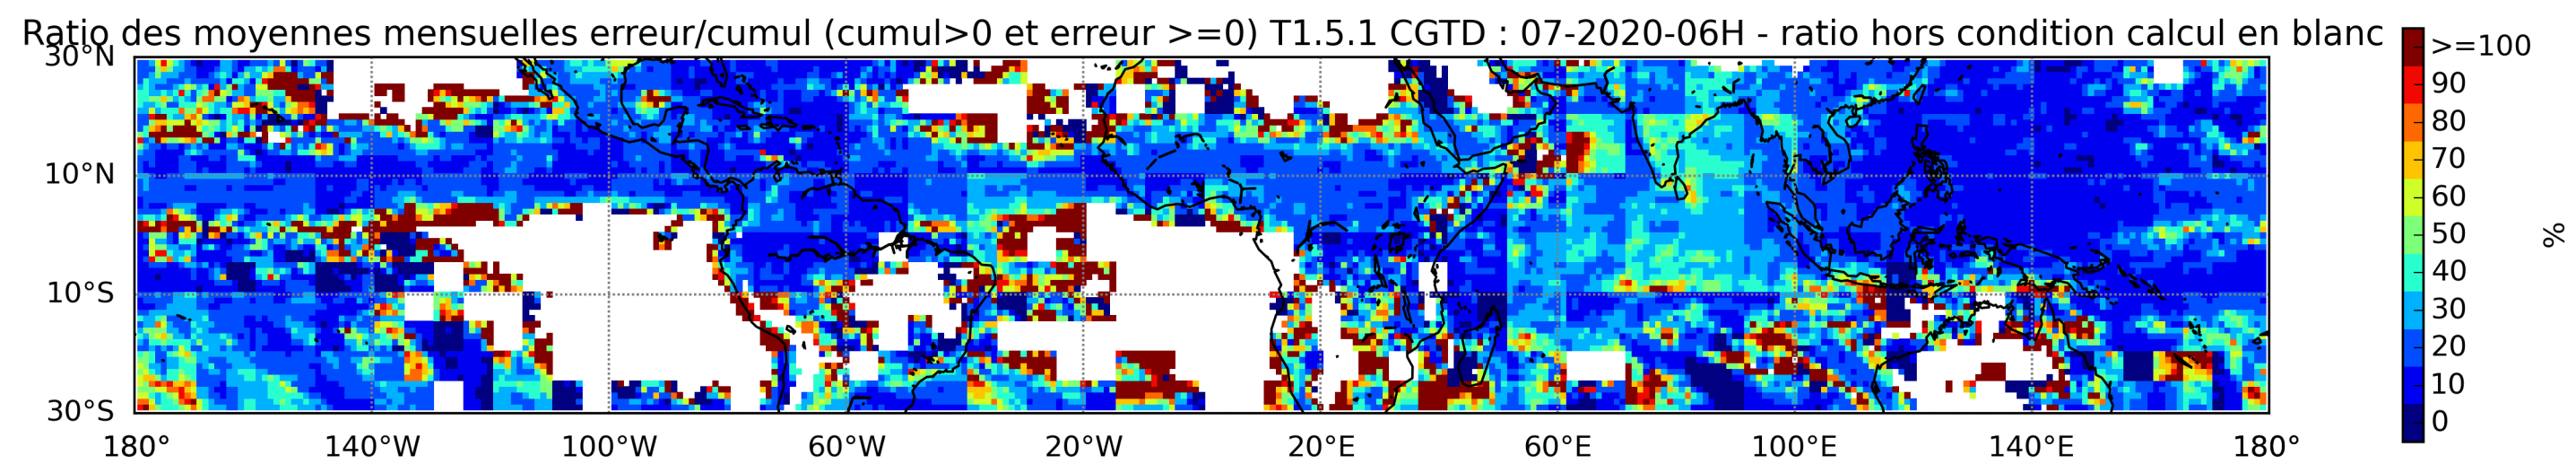 Ratio des moyennes mensuelles erreur/cumul (cumul>0 et erreur >=0) T1.5.1 CGTD : 07-2020-06H - ratio hors condition calcul en blanc
30°N
10°N
10°S
30°S
180° 140°W 100°W 60°W 20°W 20°E 60°E 100°E 140°E 180°
>=100
90
80
70
60
50
40
30
20
10
0
%